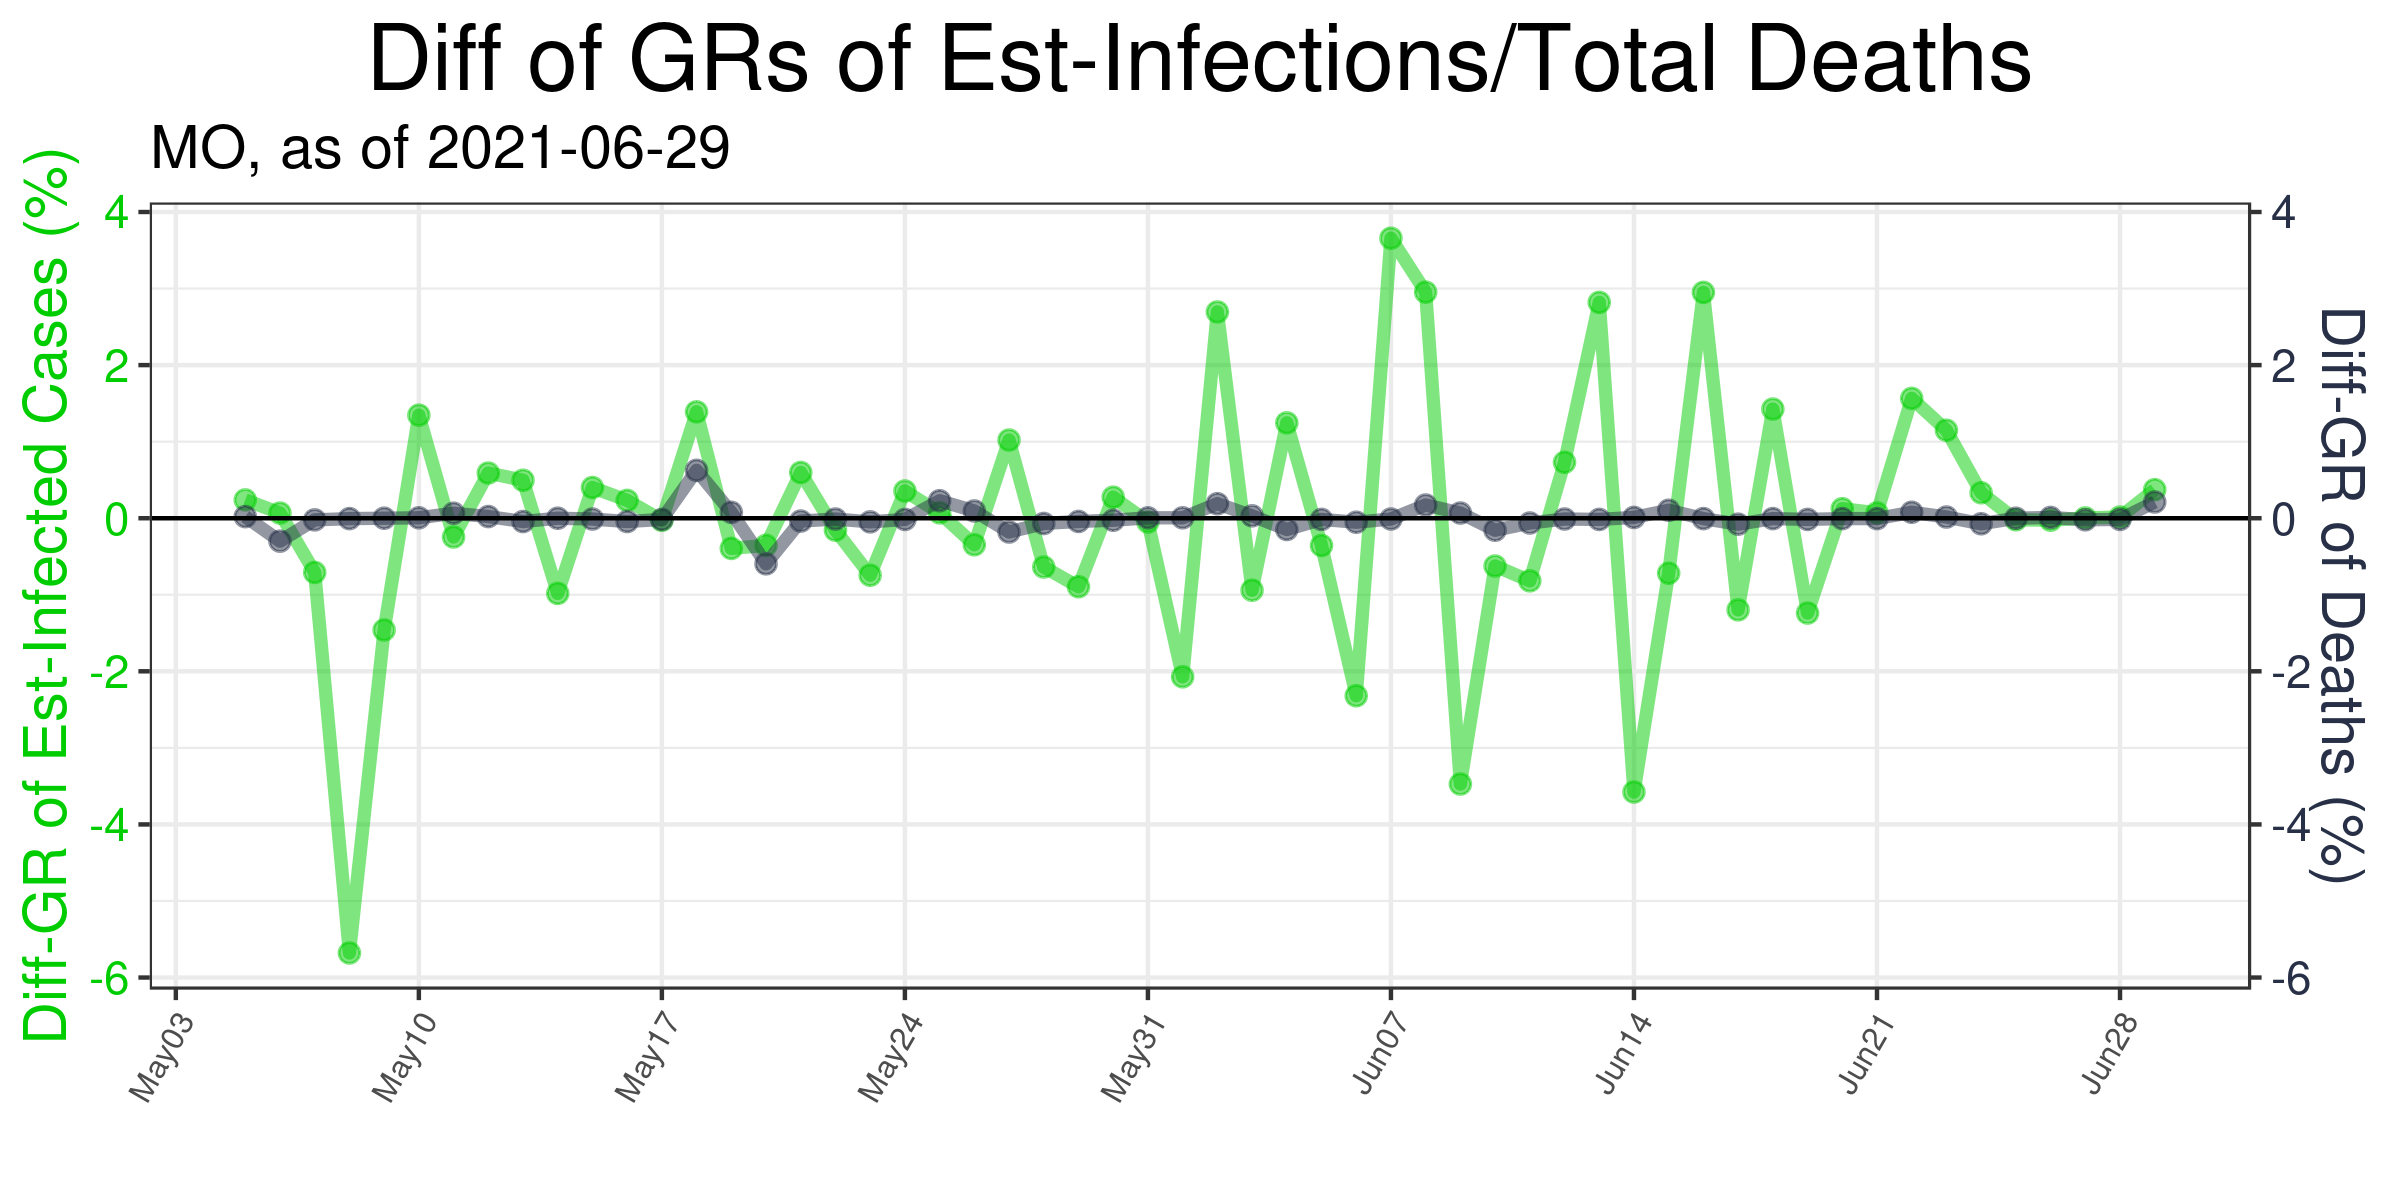 Diff of GRs of Est-Infections/Total Deaths
MO, as of 2021-06-29
Diff-GR of Est-Infected Cases (%)
4
2
0
-2
-4
-6
4
2
0
-2
-4
-6
Diff-GR of Deaths (%)
May03
May10
May17
May24
May31
Jun07
Jun14
Jun21
Jun28